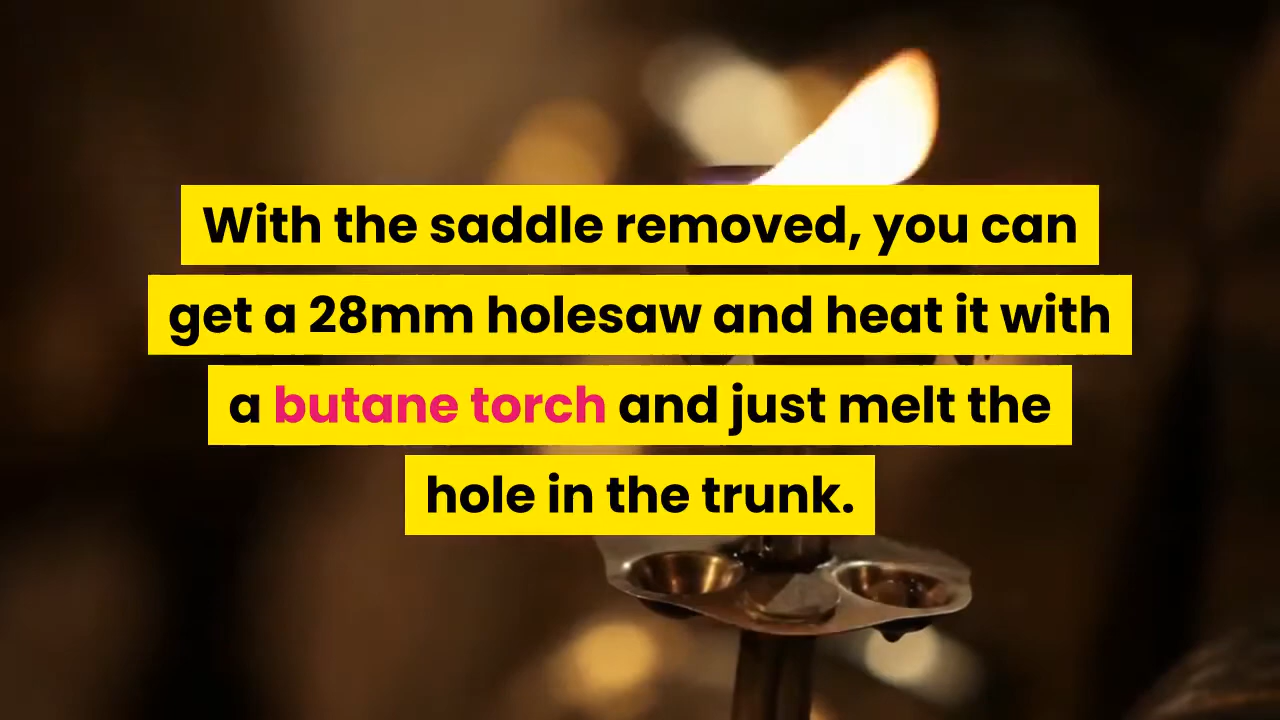 With the saddle removed, you can
get a 28mm holesaw and heat it with
a butane torch and just melt the
hole in the trunk.